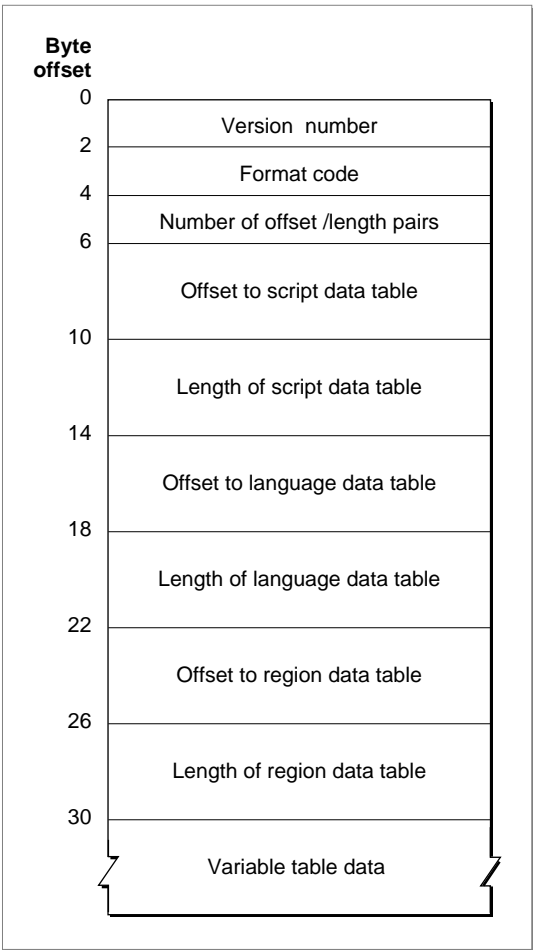 Byte
offset
0
Version number
2
Format code
4
Number of offset /length pairs
6
Offset to script data table
10
Length of script data table
14
Offset to language data table
18
Length of language data table
22
Offset to region data table
26
Length of region data table
30
Variable table data